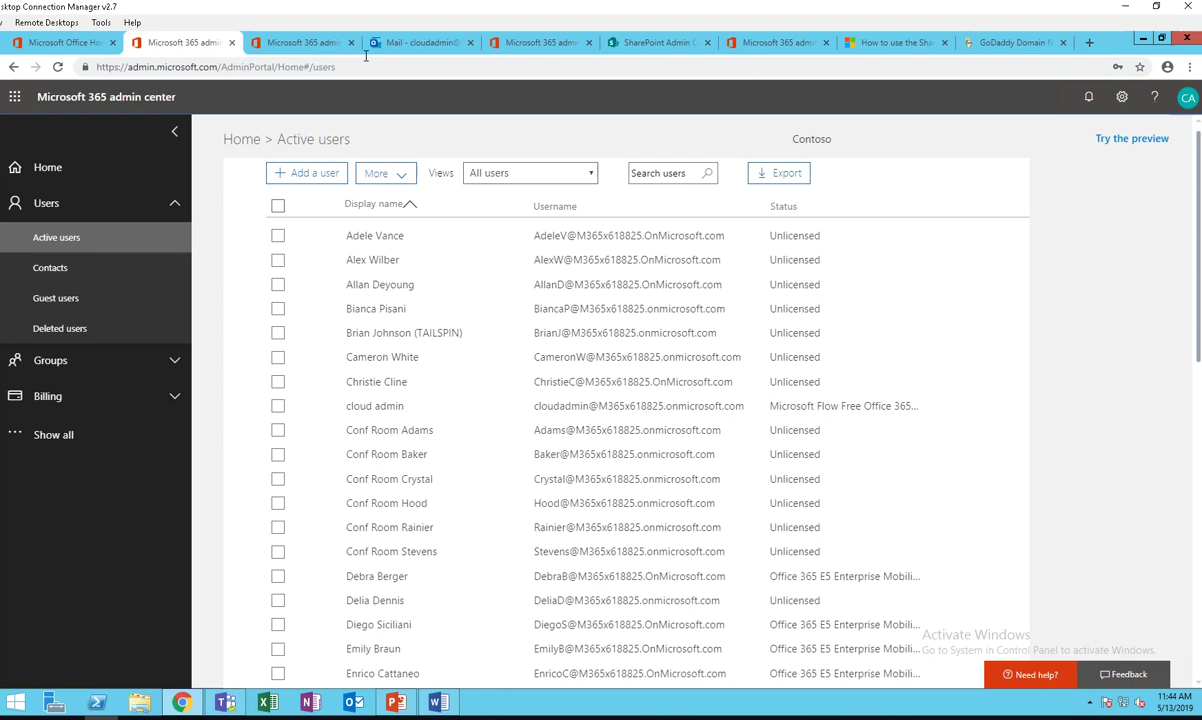 sktop Connection Manager v2.7
Remote Desktops Tools Help
Microsoft Office Ho
Microsoft 365 admi
Microsoft 365 admi
Mail - cloudadmin@
Microsoft 365 admi
SharePoint Admin C
Microsoft 365 admi
How to use the Sha
GoDaddy Domain N
https://admin.microsoft.com/AdminPortal/Home#/users
Microsoft 365 admin center
CA
Home
Users
Active users
Contacts
Guest users
Deleted users
Groups
Billing
Show all
Home > Active users
Contoso
Try the preview
Add a user
More
Views
All users
Search users
Export
Display name Username Status
Adele Vance AdeleV@M365x618825.OnMicrosoft.com Unlicensed
Alex Wilber AlexW@M365x618825.OnMicrosoft.com Unlicensed
Allan Deyoung AllanD@M365x618825.OnMicrosoft.com Unlicensed
Bianca Pisani BiancaP@M365x618825.onmicrosoft.com Unlicensed
Brian Johnson (TAILSPIN) BrianJ@M365x618825.onmicrosoft.com Unlicensed
Cameron White CameronW@M365x618825.onmicrosoft.com Unlicensed
Christie Cline ChristieC@M365x618825.OnMicrosoft.com Unlicensed
cloud admin cloudadmin@M365x618825.onmicrosoft.com Microsoft Flow Free Office 365...
Conf Room Adams Adams@M365x618825.onmicrosoft.com Unlicensed
Conf Room Baker Baker@M365x618825.onmicrosoft.com Unlicensed
Conf Room Crystal Crystal@M365x618825.onmicrosoft.com Unlicensed
Conf Room Hood Hood@M365x618825.onmicrosoft.com Unlicensed
Conf Room Rainier Rainier@M365x618825.onmicrosoft.com Unlicensed
Conf Room Stevens Stevens@M365x618825.onmicrosoft.com Unlicensed
Debra Berger DebraB@M365x618825.OnMicrosoft.com Office 365 E5 Enterprise Mobili...
Delia Dennis DeliaD@M365x618825.OnMicrosoft.com Unlicensed
Diego Siciliani DiegoS@M365x618825.OnMicrosoft.com Office 365 E5 Enterprise Mobili...
Emily Braun EmilyB@M365x618825.OnMicrosoft.com Office 365 E5 Enterprise Mobili...
Enrico Cattaneo EnricoC@M365x618825.OnMicrosoft.com Office 365 E5 Enterprise Mobili...
Activate Windows
Go to System in Control Panel to activate Windows.
Need help?
Feedback
11:44 AM
5/13/2019